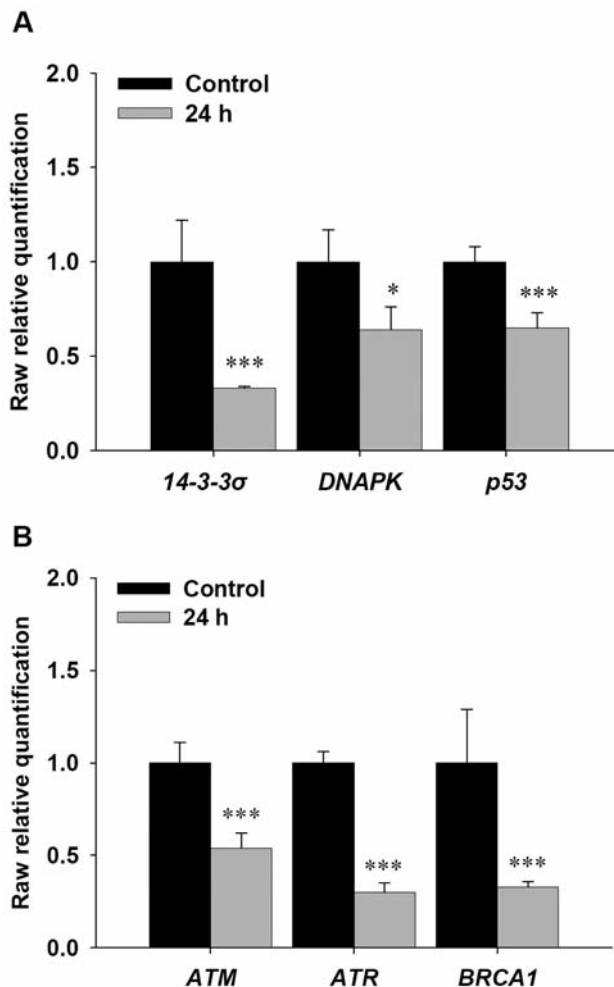 A
Raw relative quantification
2.0
1.5
1.0
0.5
0.0
Control
24 h
***
*
***
14-3-3σ DNAPK p53
B
Raw relative quantification
2.0
1.5
1.0
0.5
0.0
Control
24 h
***
***
***
ATM ATR BRCA1